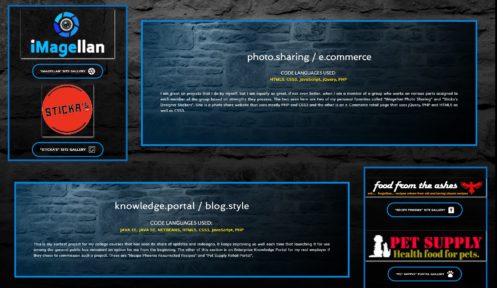 iMagellan
"iMAGELLAN" SITE GALLERY
STICKA'S
"STICKA'S" SITE GALLERY
photo.sharing / e.commerce
CODE LANGUAGES USED:
HTML5, CSS3, JavaScript, jQuery, PHP
I am great on projects that I do by myself, but I am equally as great, if not even better, when I am a member of a group who works on various parts assigned to
each member of the group based on strengths they possess. The two seen here are two of my personal favorites called "iMagellan Photo Sharing" and "Sticka's
Designer Stickers". One is a photo share website that uses mostly PHP and CSS3 and the other is an e-Commerce retail page that uses jQuery, PHP and HTML5 as
well as CSS3.
knowledge.portal / blog.style
CODE LANGUAGES USED:
JAVA EE, JAVA SE, NETBEANS, HTML5, CSS3, JavaScript, PHP
This is my earliest project for my college courses that has seen its share of updates and redesigns. It keeps improving as well each time that launching it for use
among the general public has remained an option for me from the beginning. The other of this section is an Enterprise Knowledge Portal for my real employer if
they chose to commission such a project. These are "Recipe Phoenix Resurrected Recipes" and "Pet Supply Retail Portal".
food from the ashes
"RECIPE PHOENIX" SITE GALLERY
PET SUPPLY
Health food for pets.
"PET SUPPLY" PORTAL GALLERY